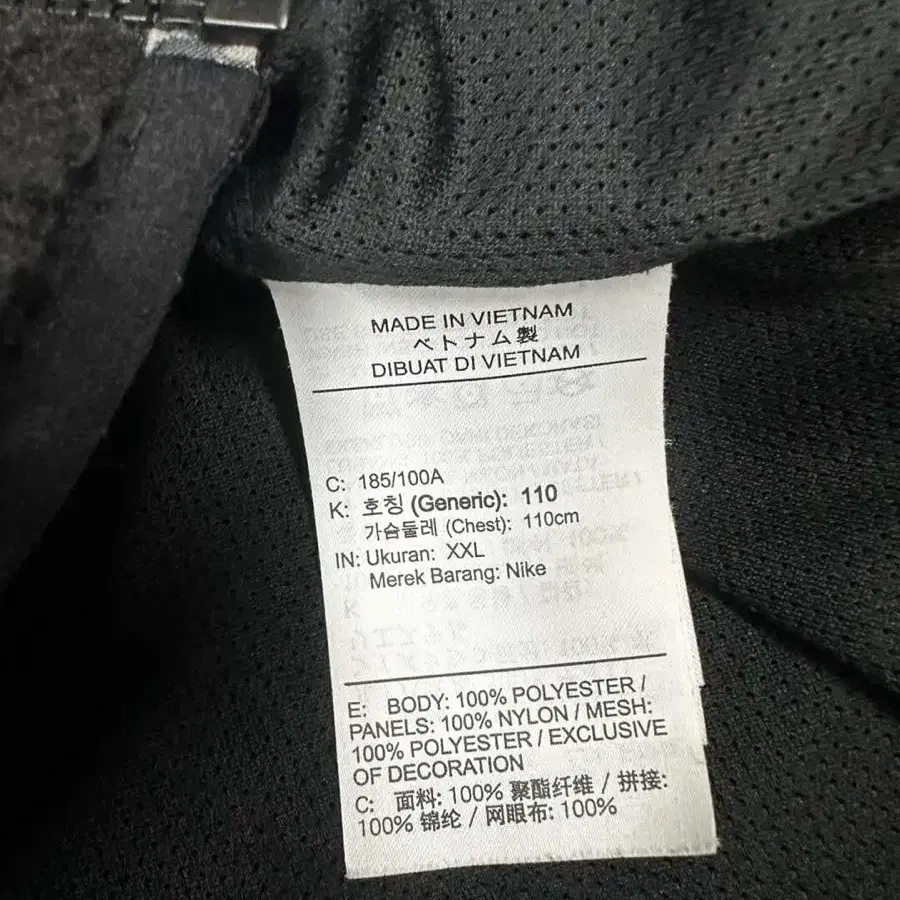 MADE IN VIETNAM
ベトナム製
DIBUAT DI VIETNAM
C: 185/100A
K: 호칭 (Generic): 110
가슴둘레 (Chest): 110cm
IN: Ukuran: XXL
Merek Barang: Nike
E: BODY: 100% POLYESTER /
PANELS: 100% NYLON / MESH:
100% POLYESTER / EXCLUSIVE
OF DECORATION
C: 面料: 100% 聚酯纤维 / 拼接:
100% 锦纶 / 网眼布: 100%